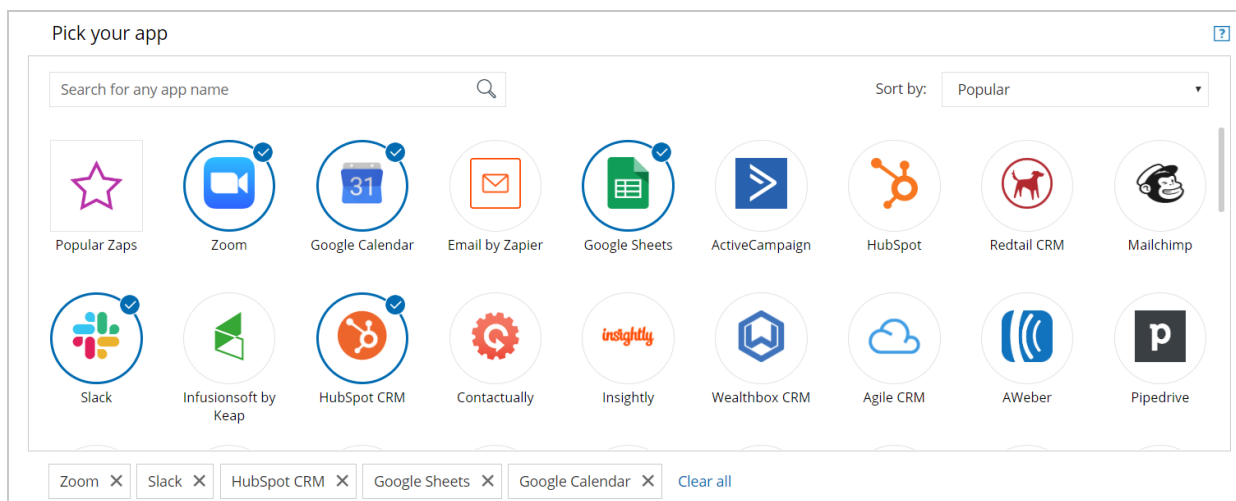 Pick your app
?
Search for any app name
Sort by: Popular
31
insightly
p
Popular Zaps Zoom Google Calendar Email by Zapier Google Sheets ActiveCampaign HubSpot Redtail CRM Mailchimp
Slack Infusionsoft by Keap HubSpot CRM Contactually Insightly Wealthbox CRM Agile CRM AWeber Pipedrive
Zoom Slack HubSpot CRM Google Sheets Google Calendar Clear all